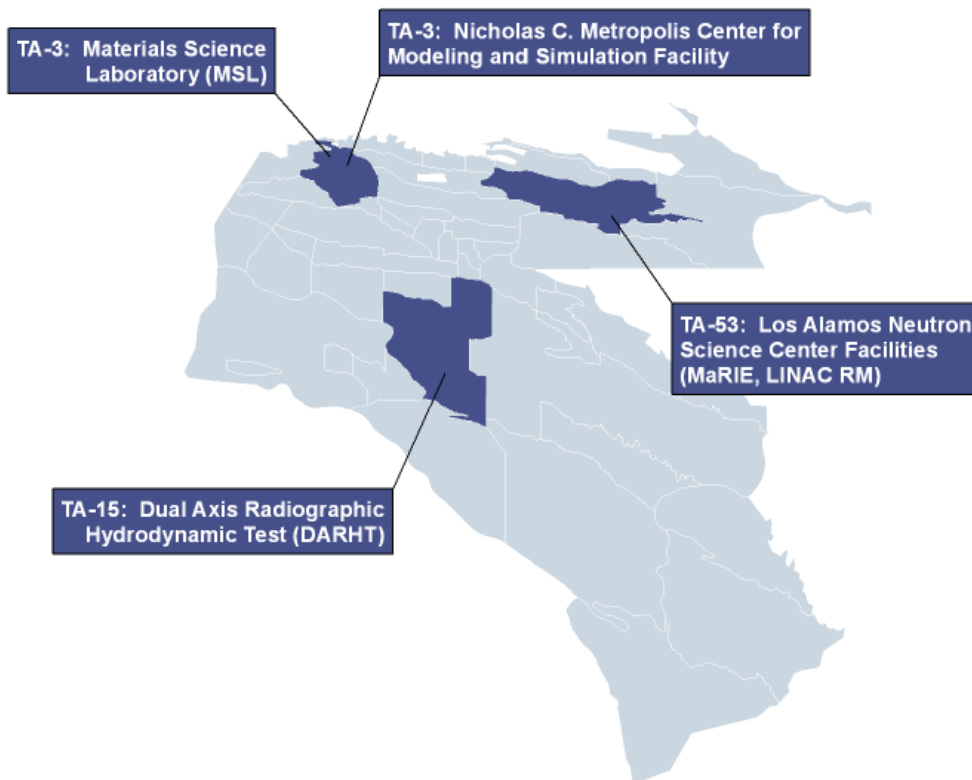 TA-3: Materials Science
Laboratory (MSL)
TA-3: Nicholas C. Metropolis Center for
Modeling and Simulation Facility
TA-53: Los Alamos Neutron
Science Center Facilities
(MaRIE, LINAC RM)
TA-15: Dual Axis Radiographic
Hydrodynamic Test (DARHT)